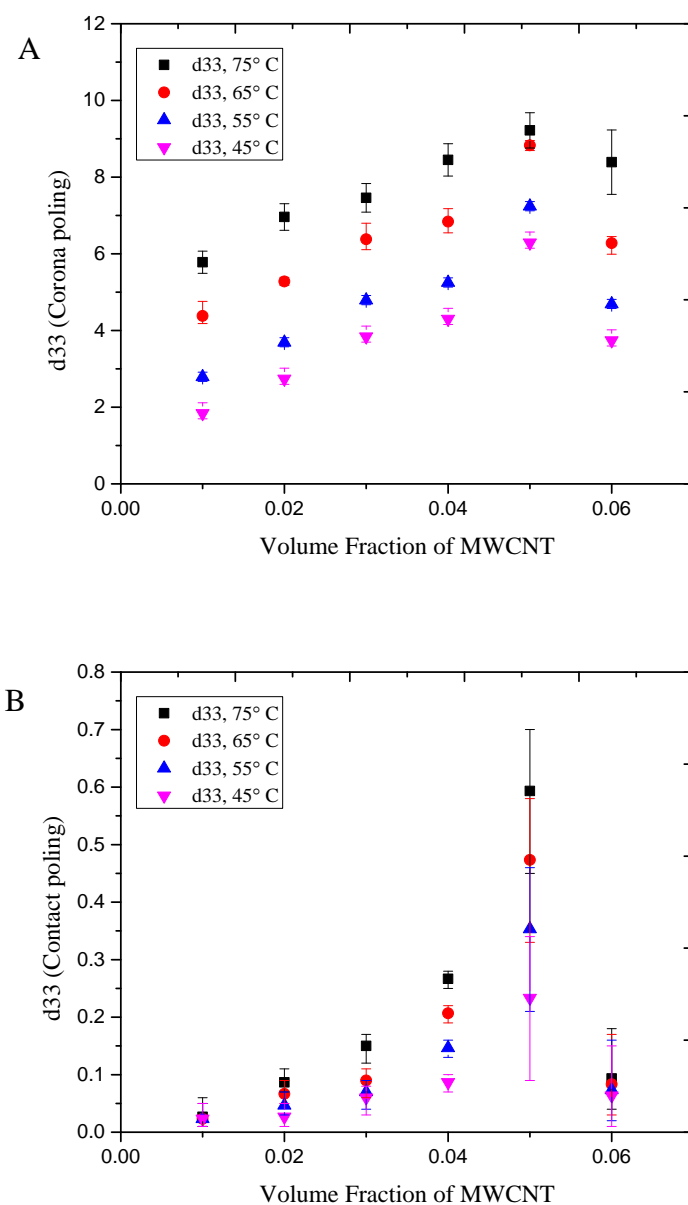 A
12
10
8
6
4
2
0
d33 (Corona poling)
d33, 75° C
d33, 65° C
d33, 55° C
d33, 45° C
0.00
0.02
0.04
0.06
Volume Fraction of MWCNT
B
0.8
0.7
0.6
0.5
0.4
0.3
0.2
0.1
0.0
d33 (Contact poling)
d33, 75° C
d33, 65° C
d33, 55° C
d33, 45° C
0.00
0.02
0.04
0.06
Volume Fraction of MWCNT